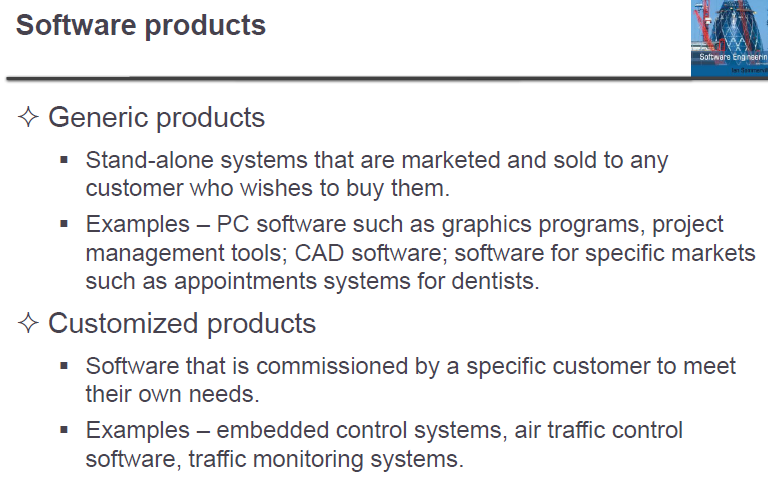 Software products
Software Engineering
✧ Generic products
▪ Stand-alone systems that are marketed and sold to any
customer who wishes to buy them.
▪ Examples – PC software such as graphics programs, project
management tools; CAD software; software for specific markets
such as appointments systems for dentists.
✧ Customized products
▪ Software that is commissioned by a specific customer to meet
their own needs.
▪ Examples – embedded control systems, air traffic control
software, traffic monitoring systems.